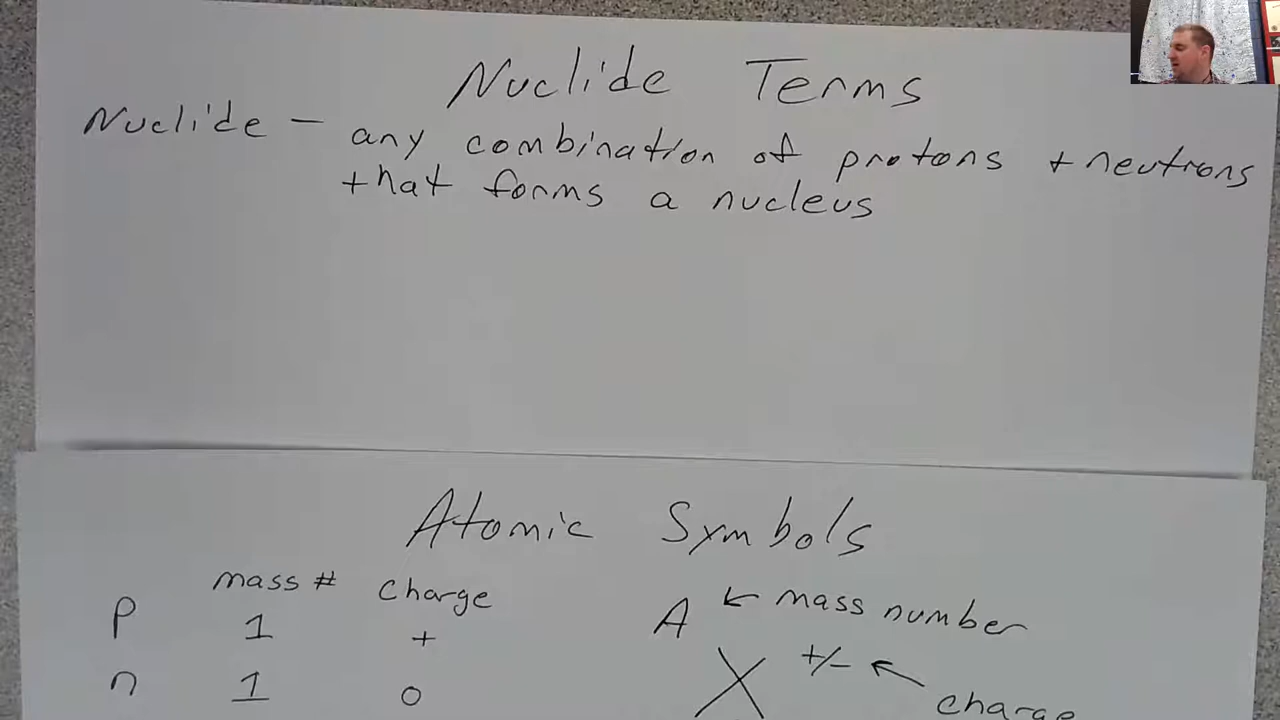 Nuclide Terms
Nuclide - any combination of protons + neutrons
that forms a nucleus
Atomic Symbols
mass # charge
p 1 +
n 1 0
A ← mass number
X +/- ← charge